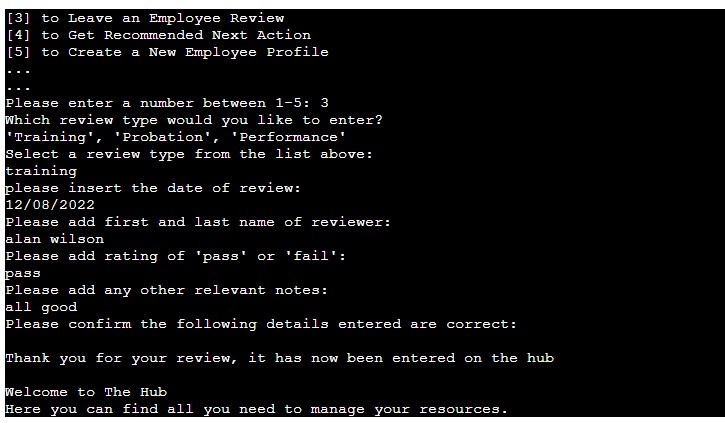 [3] to Leave an Employee Review
[4] to Get Recommended Next Action
[5] to Create a New Employee Profile
...
...
Please enter a number between 1-5: 3
Which review type would you like to enter?
'Training', 'Probation', 'Performance'
Select a review type from the list above:
training
please insert the date of review:
12/08/2022
Please add first and last name of reviewer:
alan wilson
Please add rating of 'pass' or 'fail':
pass
Please add any other relevant notes:
all good
Please confirm the following details entered are correct:
Thank you for your review, it has now been entered on the hub
Welcome to The Hub
Here you can find all you need to manage your resources.